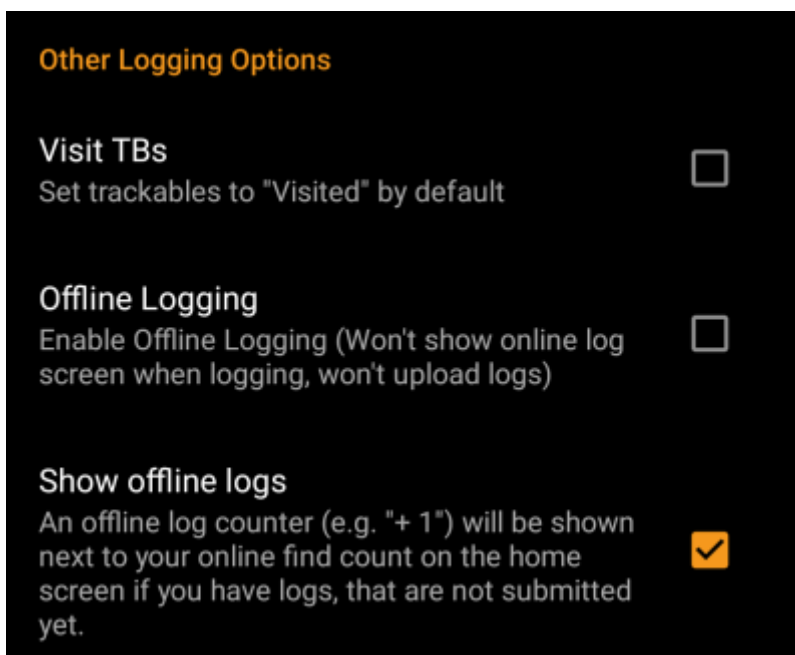 Other Logging Options
Visit TBs
Set trackables to "Visited" by default
Offline Logging
Enable Offline Logging (Won't show online log
screen when logging, won't upload logs)
Show offline logs
An offline log counter (e.g. "+ 1") will be shown
next to your online find count on the home
screen if you have logs, that are not submitted
yet.